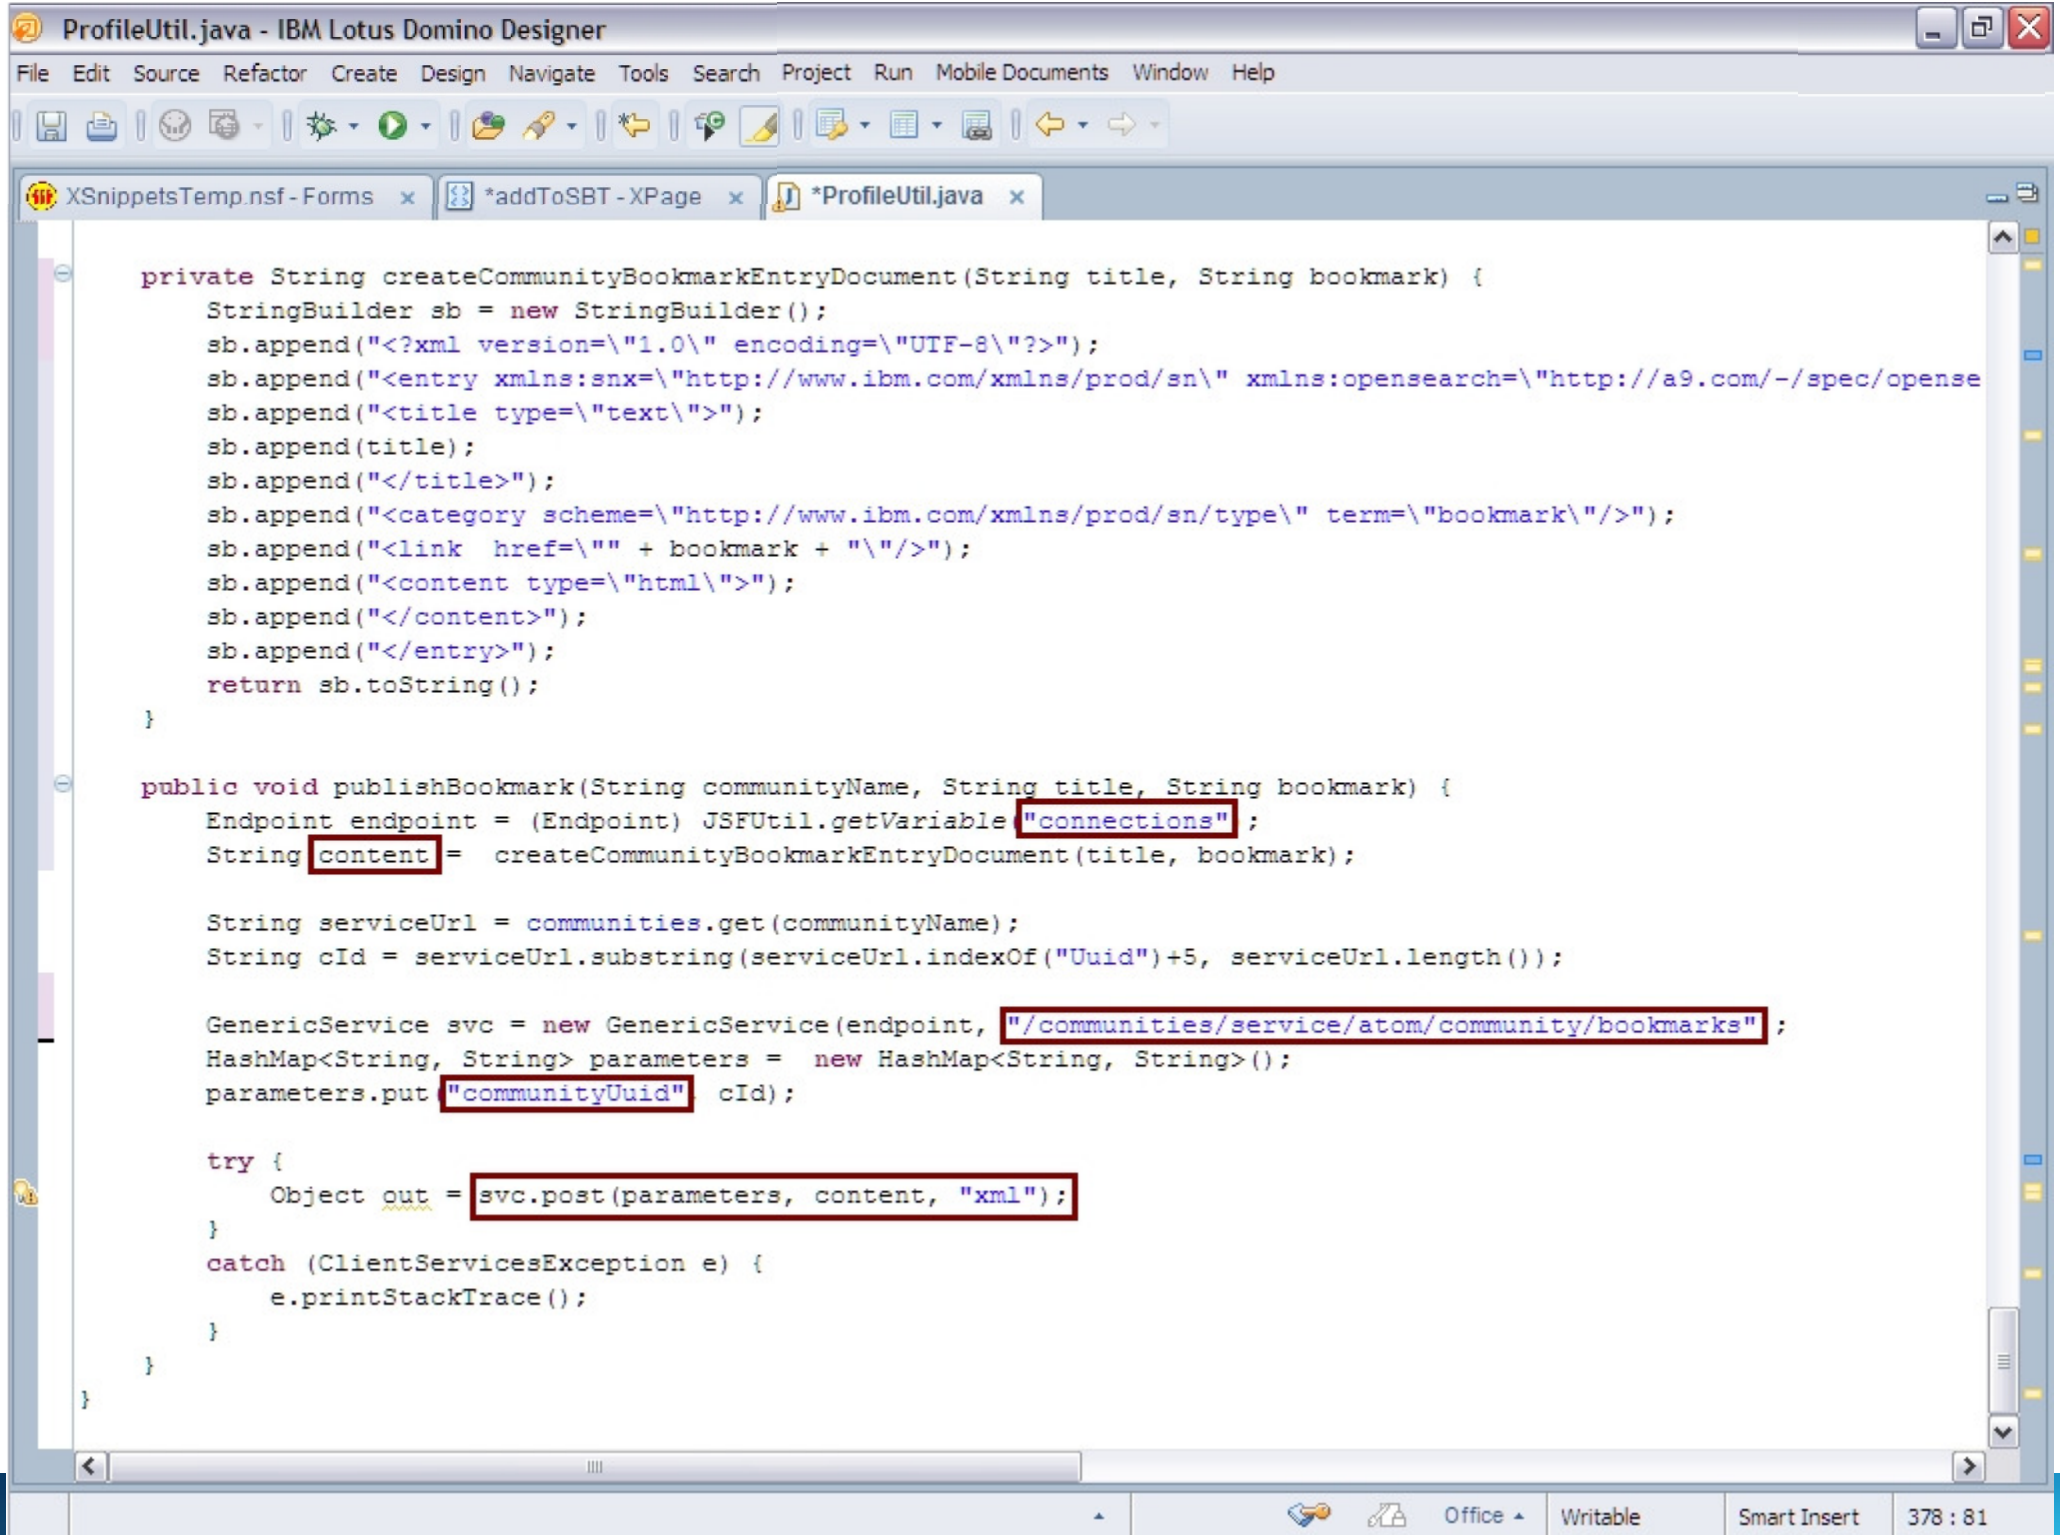 ProfileUtil.java - IBM Lotus Domino Designer
File Edit Source Refactor Create Design Navigate Tools Search Project Run Mobile Documents Window Help
XSnippetsTemp.nsf - Forms
*addToSBT - XPage
*ProfileUtil.java
private String createCommunityBookmarkEntryDocument(String title, String bookmark) {
StringBuilder sb = new StringBuilder();
sb.append("<?xml version=\"1.0\" encoding=\"UTF-8\"?>");
sb.append("<entry xmlns:snx=\"http://www.ibm.com/xmlns/prod/sn\" xmlns:opensearch=\"http://a9.com/-/spec/opense
sb.append("<title type=\"text\">");
sb.append(title);
sb.append("</title>");
sb.append("<category scheme=\"http://www.ibm.com/xmlns/prod/sn/type\" term=\"bookmark\"/>");
sb.append("<link  href=\"" + bookmark + "\"/>");
sb.append("<content type=\"html\">");
sb.append("</content>");
sb.append("</entry>");
return sb.toString();
}
public void publishBookmark(String communityName, String title, String bookmark) {
Endpoint endpoint = (Endpoint) JSFUtil.getVariable("connections");
String content =  createCommunityBookmarkEntryDocument(title, bookmark);
String serviceUrl = communities.get(communityName);
String cId = serviceUrl.substring(serviceUrl.indexOf("Uuid")+5, serviceUrl.length());
GenericService svc = new GenericService(endpoint, "/communities/service/atom/community/bookmarks");
HashMap<String, String> parameters =  new HashMap<String, String>();
parameters.put("communityUuid", cId);
try {
Object out = svc.post(parameters, content, "xml");
}
catch (ClientServicesException e) {
e.printStackTrace();
}
}
}
Office
Writable
Smart Insert
378 : 81